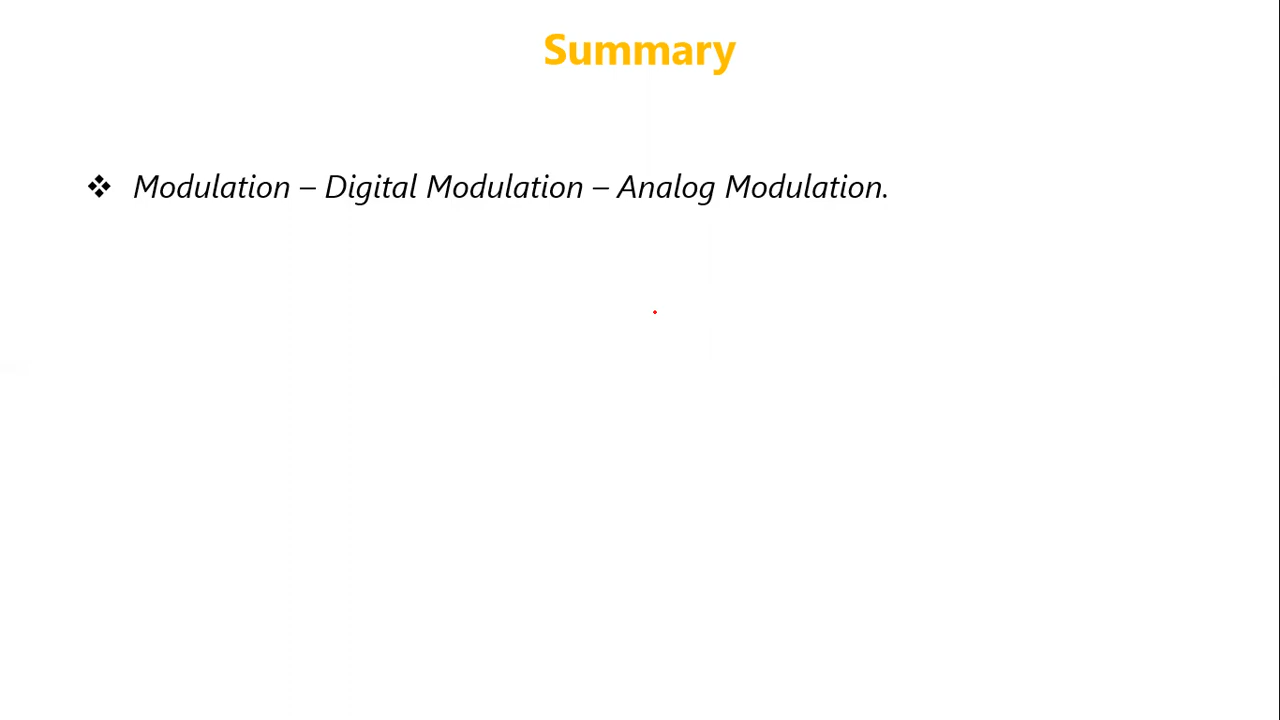 Summary
❖ Modulation – Digital Modulation – Analog Modulation.